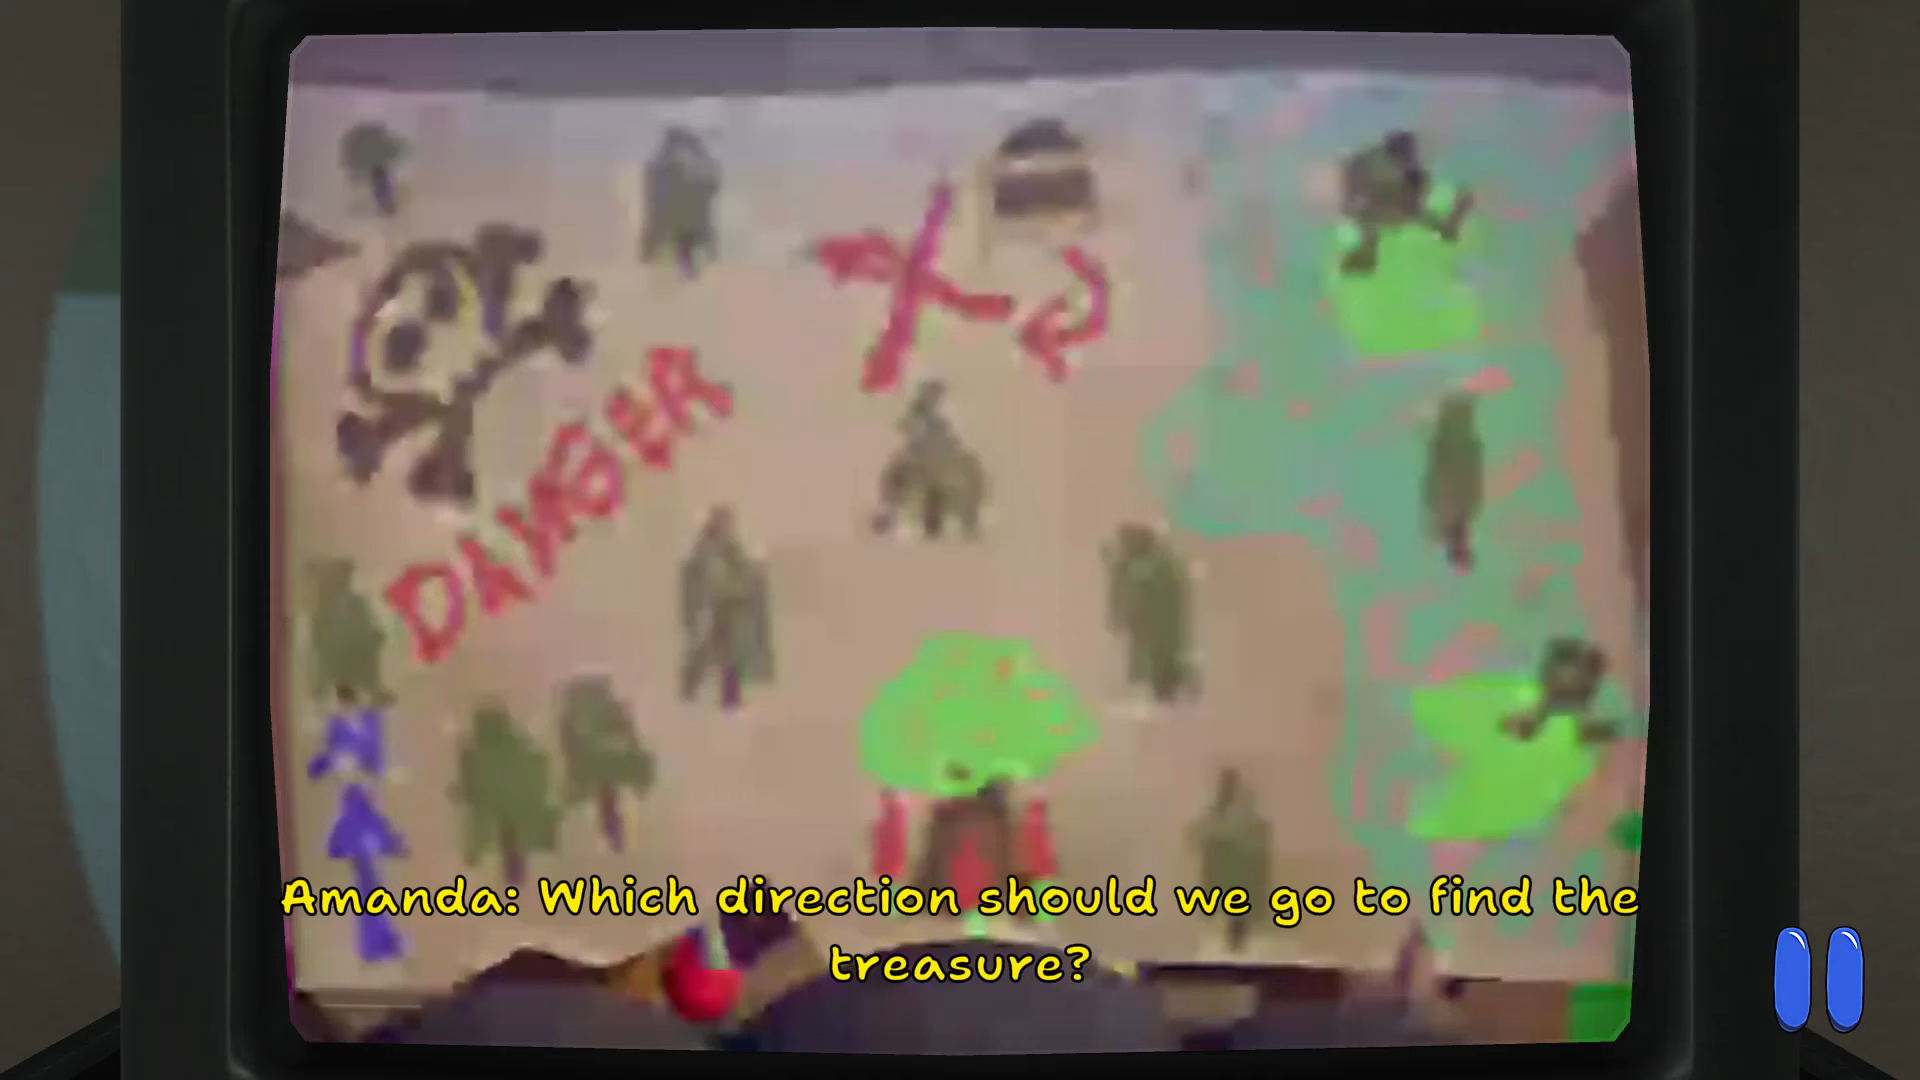 DANGER
N
Amanda: Which direction should we go to find the
treasure?